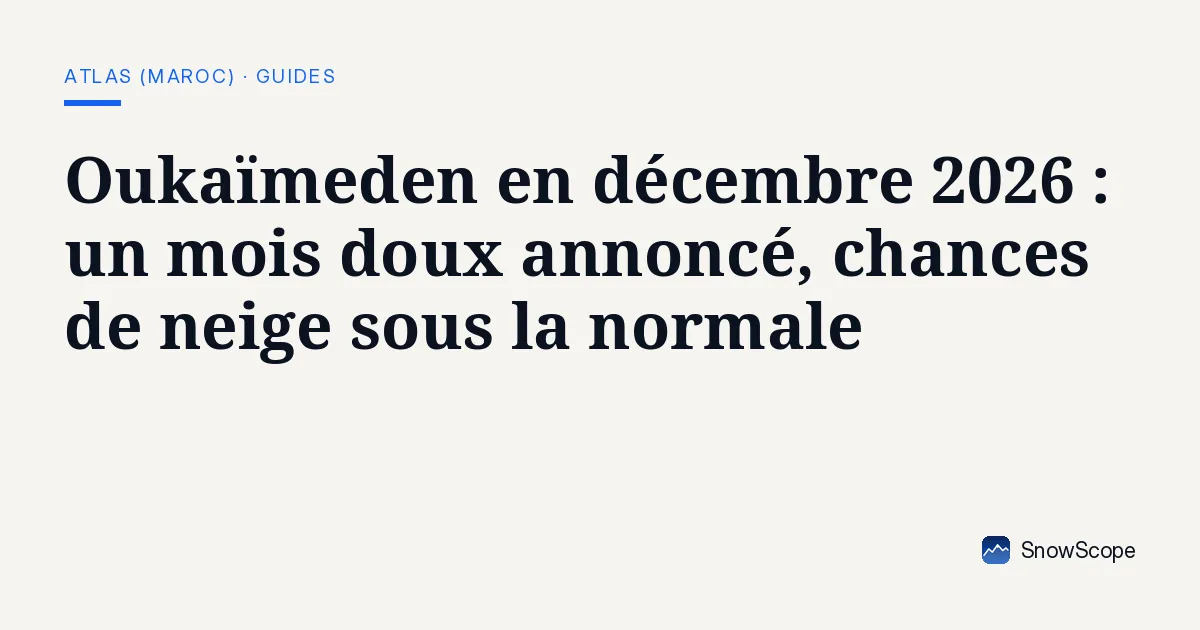 ATLAS (MAROC) · GUIDES
Oukaïmeden en décembre 2026 :
un mois doux annoncé, chances
de neige sous la normale
SnowScope